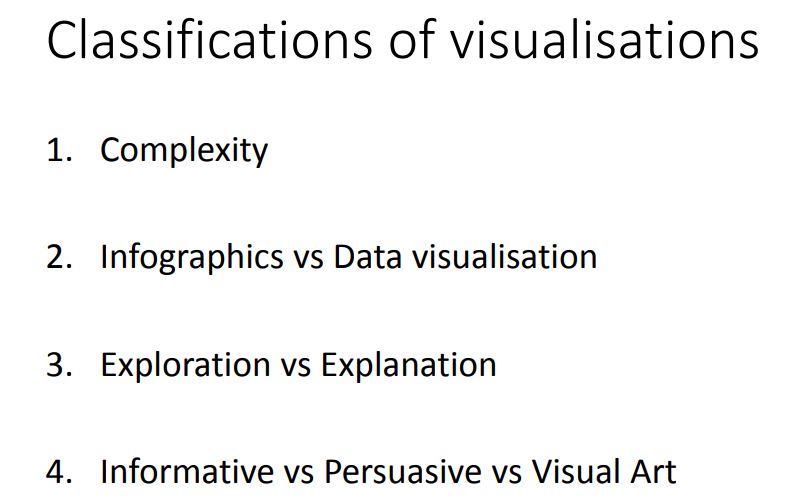 Classifications of visualisations
1. Complexity
2. Infographics vs Data visualisation
3. Exploration vs Explanation
4. Informative vs Persuasive vs Visual Art